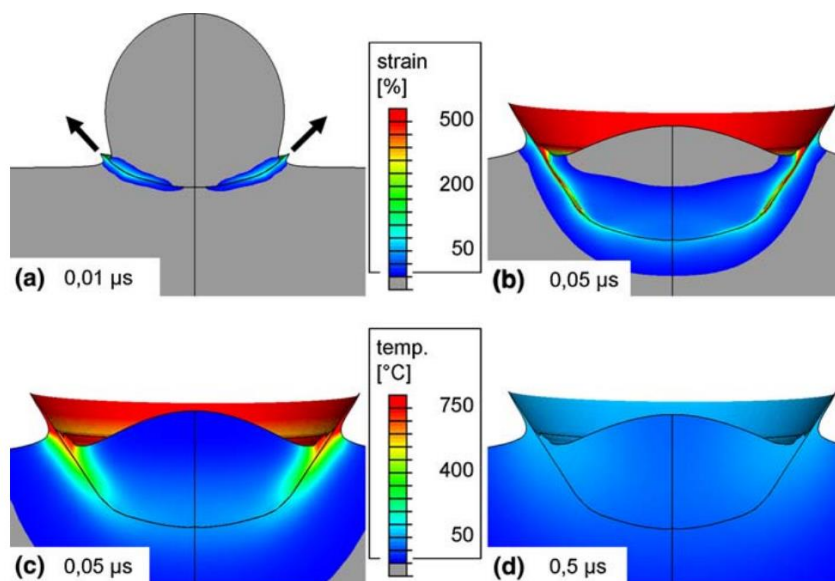 strain
[%]
500
200
50
(a) 0,01 µs
(b) 0,05 µs
temp.
[°C]
750
400
50
(c) 0,05 µs
(d) 0,5 µs